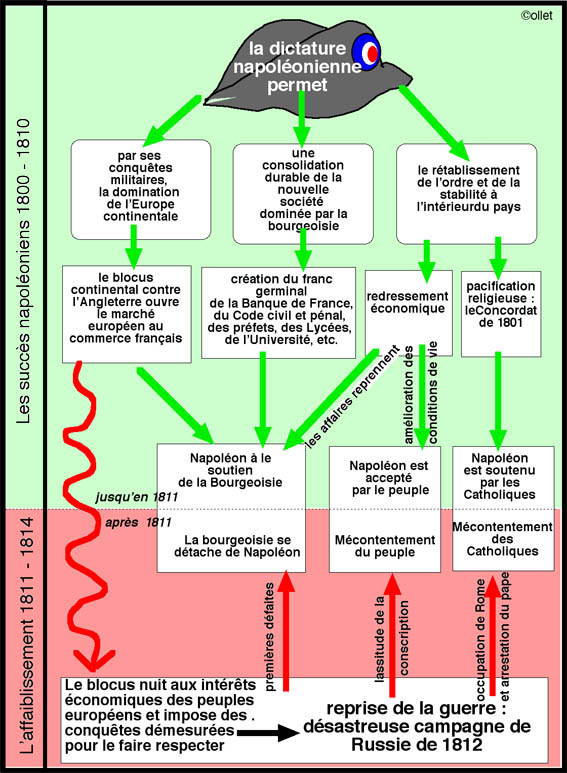 ©ollet
la dictature
napoléonienne
permet
Les succès napoléoniens 1800 - 1810
par ses
conquêtes
militaires,
la domination
de l'Europe
continentale
une
consolidation
durable de la
nouvelle
société
dominée par la
bourgeoisie
le rétablissement
de l'ordre et de la
stabilité à
l'intérieurdu pays
le blocus
continental contre
l'Angleterre ouvre
le marché
européen au
commerce français
création du franc
germinal
de la Banque de France,
du Code civil et pénal,
des préfets, des Lycées,
de l'Université, etc.
redressement
économique
pacification
religieuse :
leConcordat
de 1801
les affaires reprennent
amélioration des
conditions de vie
Napoléon à le
soutien
de la Bourgeoisie
Napoléon est
accepté
par le peuple
Napoléon
est soutenu
par les
Catholiques
jusqu'en 1811
après 1811
L'affaiblissement 1811 - 1814
La bourgeoisie se
détache de Napoléon
Mécontentement
du peuple
Mécontentement
des
Catholiques
premières défaites
lassitude de la
conscription
occupation de Rome
et arrestation du pape
Le blocus nuit aux intérêts
économiques des peuples
européens et impose des .
conquêtes démesurées
pour le faire respecter
reprise de la guerre :
désastreuse campagne de
Russie de 1812